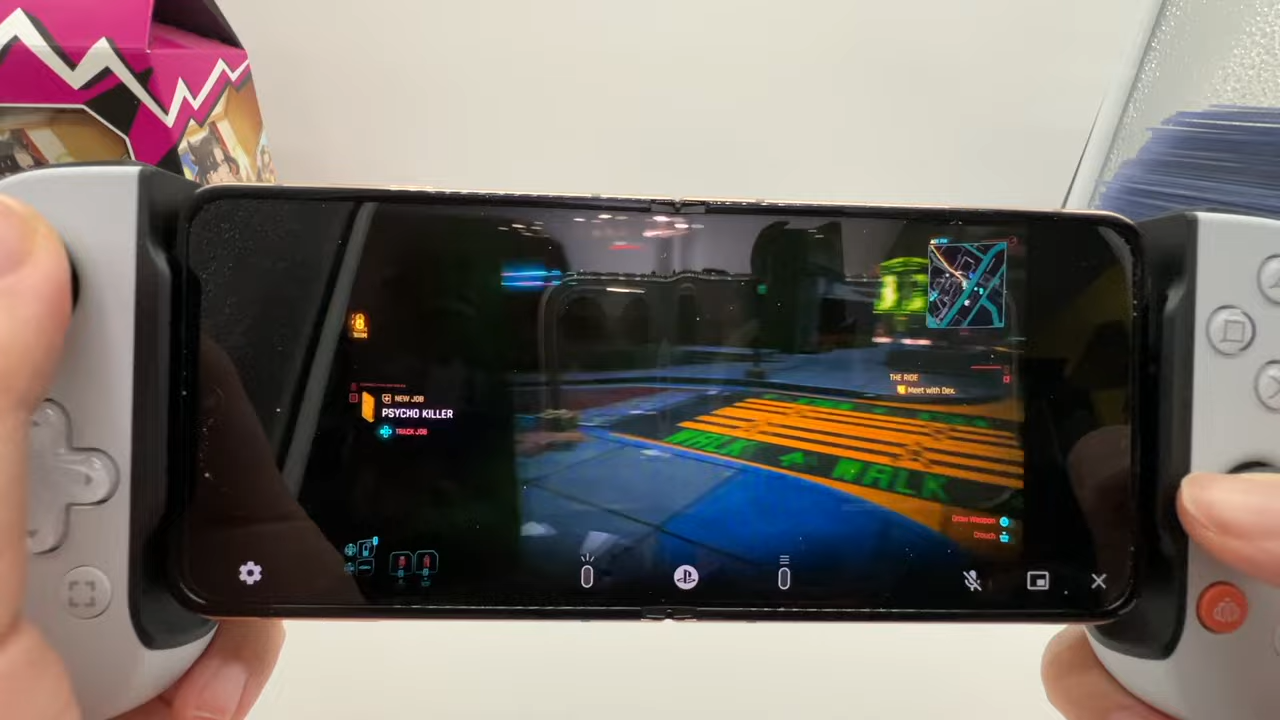 NEW JOB
PSYCHO KILLER
TRACK JOB
THE RIDE
Meet with Dex.
WALK WALK
Draw Weapon
Crouch